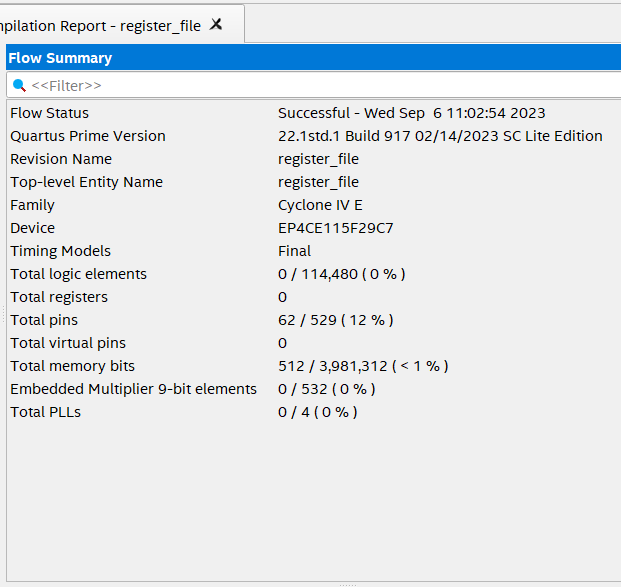 mpilation Report - register_file
Flow Summary
<<Filter>>
Flow Status Successful - Wed Sep 6 11:02:54 2023
Quartus Prime Version 22.1std.1 Build 917 02/14/2023 SC Lite Edition
Revision Name register_file
Top-level Entity Name register_file
Family Cyclone IV E
Device EP4CE115F29C7
Timing Models Final
Total logic elements 0 / 114,480 ( 0 % )
Total registers 0
Total pins 62 / 529 ( 12 % )
Total virtual pins 0
Total memory bits 512 / 3,981,312 ( < 1 % )
Embedded Multiplier 9-bit elements 0 / 532 ( 0 % )
Total PLLs 0 / 4 ( 0 % )